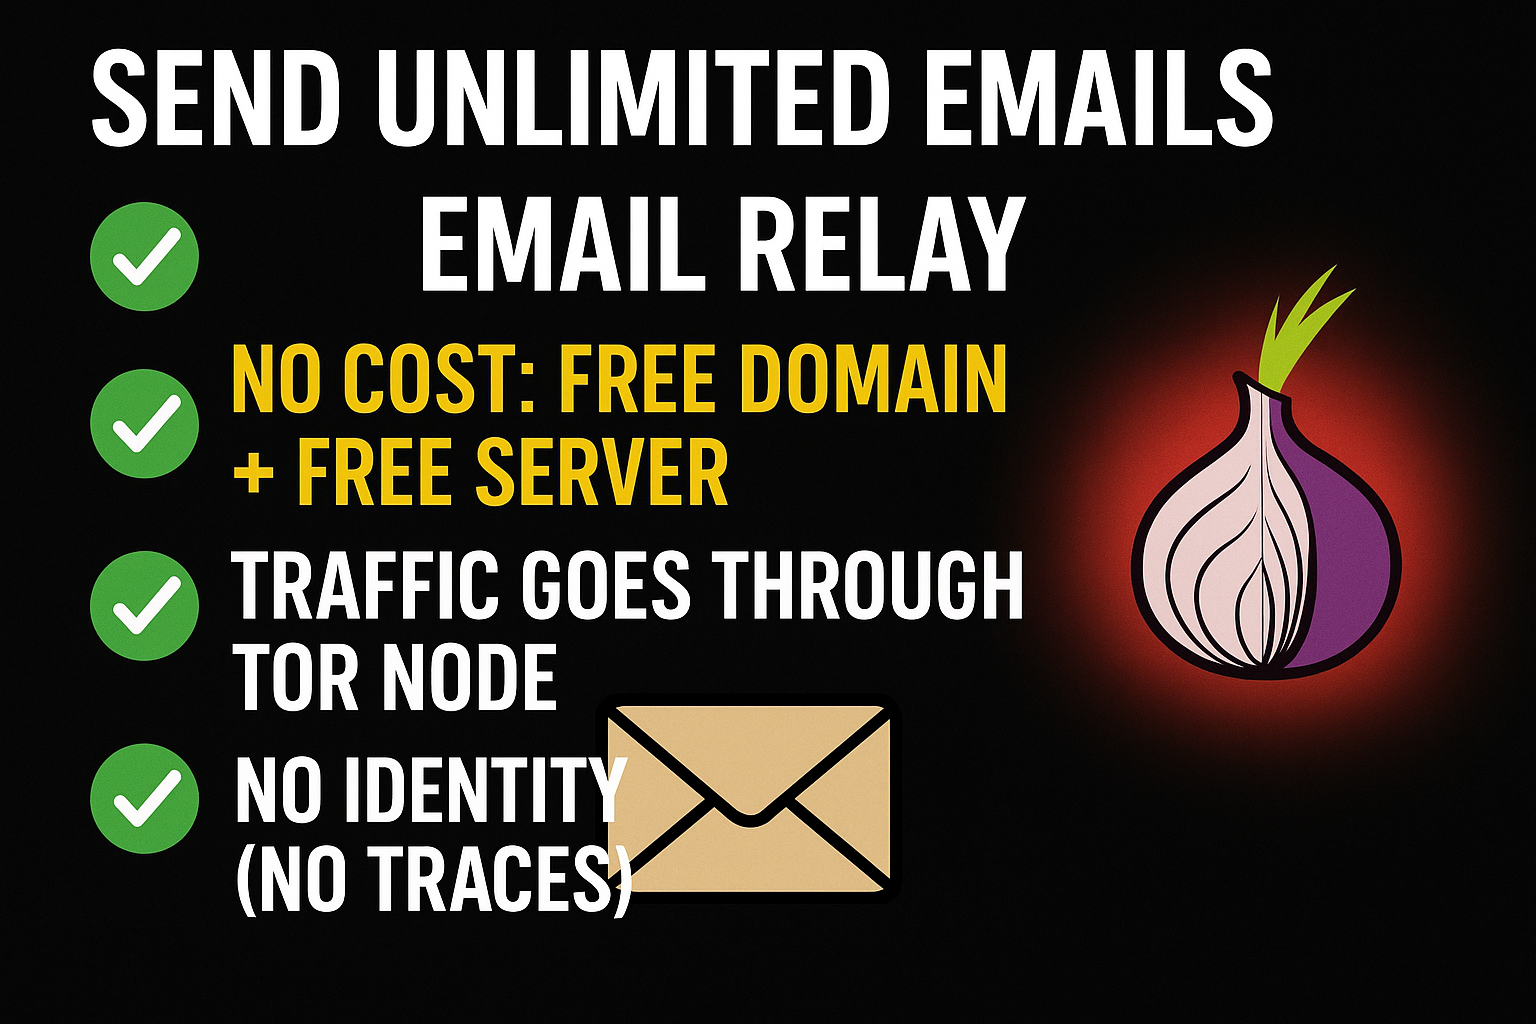 SEND UNLIMITED EMAILS
EMAIL RELAY
NO COST: FREE DOMAIN
+ FREE SERVER
TRAFFIC GOES THROUGH
TOR NODE
NO IDENTITY
(NO TRACES)